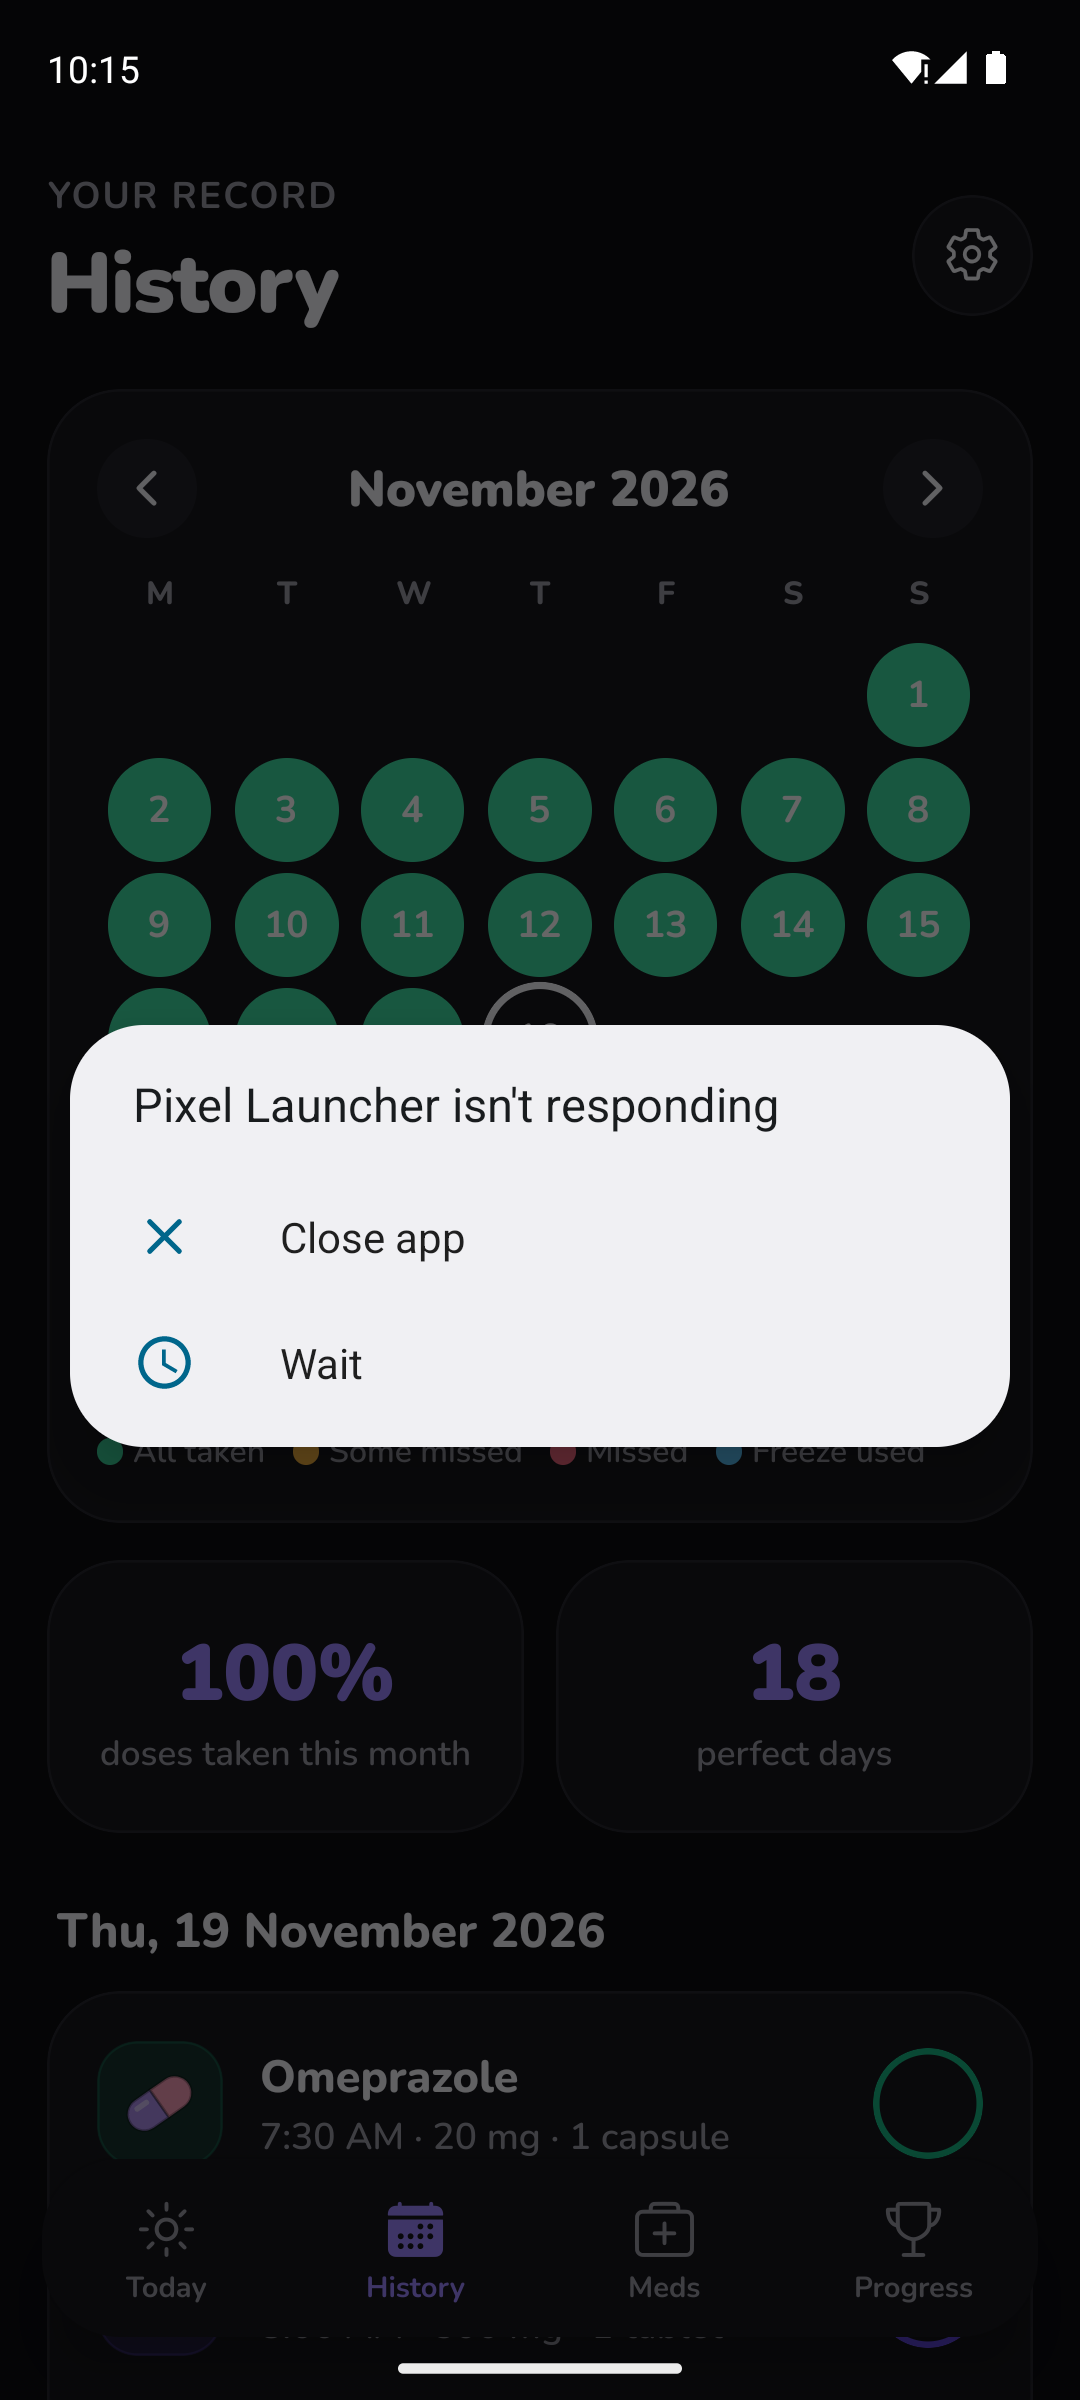 10:15
YOUR RECORD
History
November 2026
M T W T F S S
1
2 3 4 5 6 7 8
9 10 11 12 13 14 15
Pixel Launcher isn't responding
Close app
Wait
All taken Some missed Missed Freeze used
100%
doses taken this month
18
perfect days
Thu, 19 November 2026
Omeprazole
7:30 AM · 20 mg · 1 capsule
Today History Meds Progress